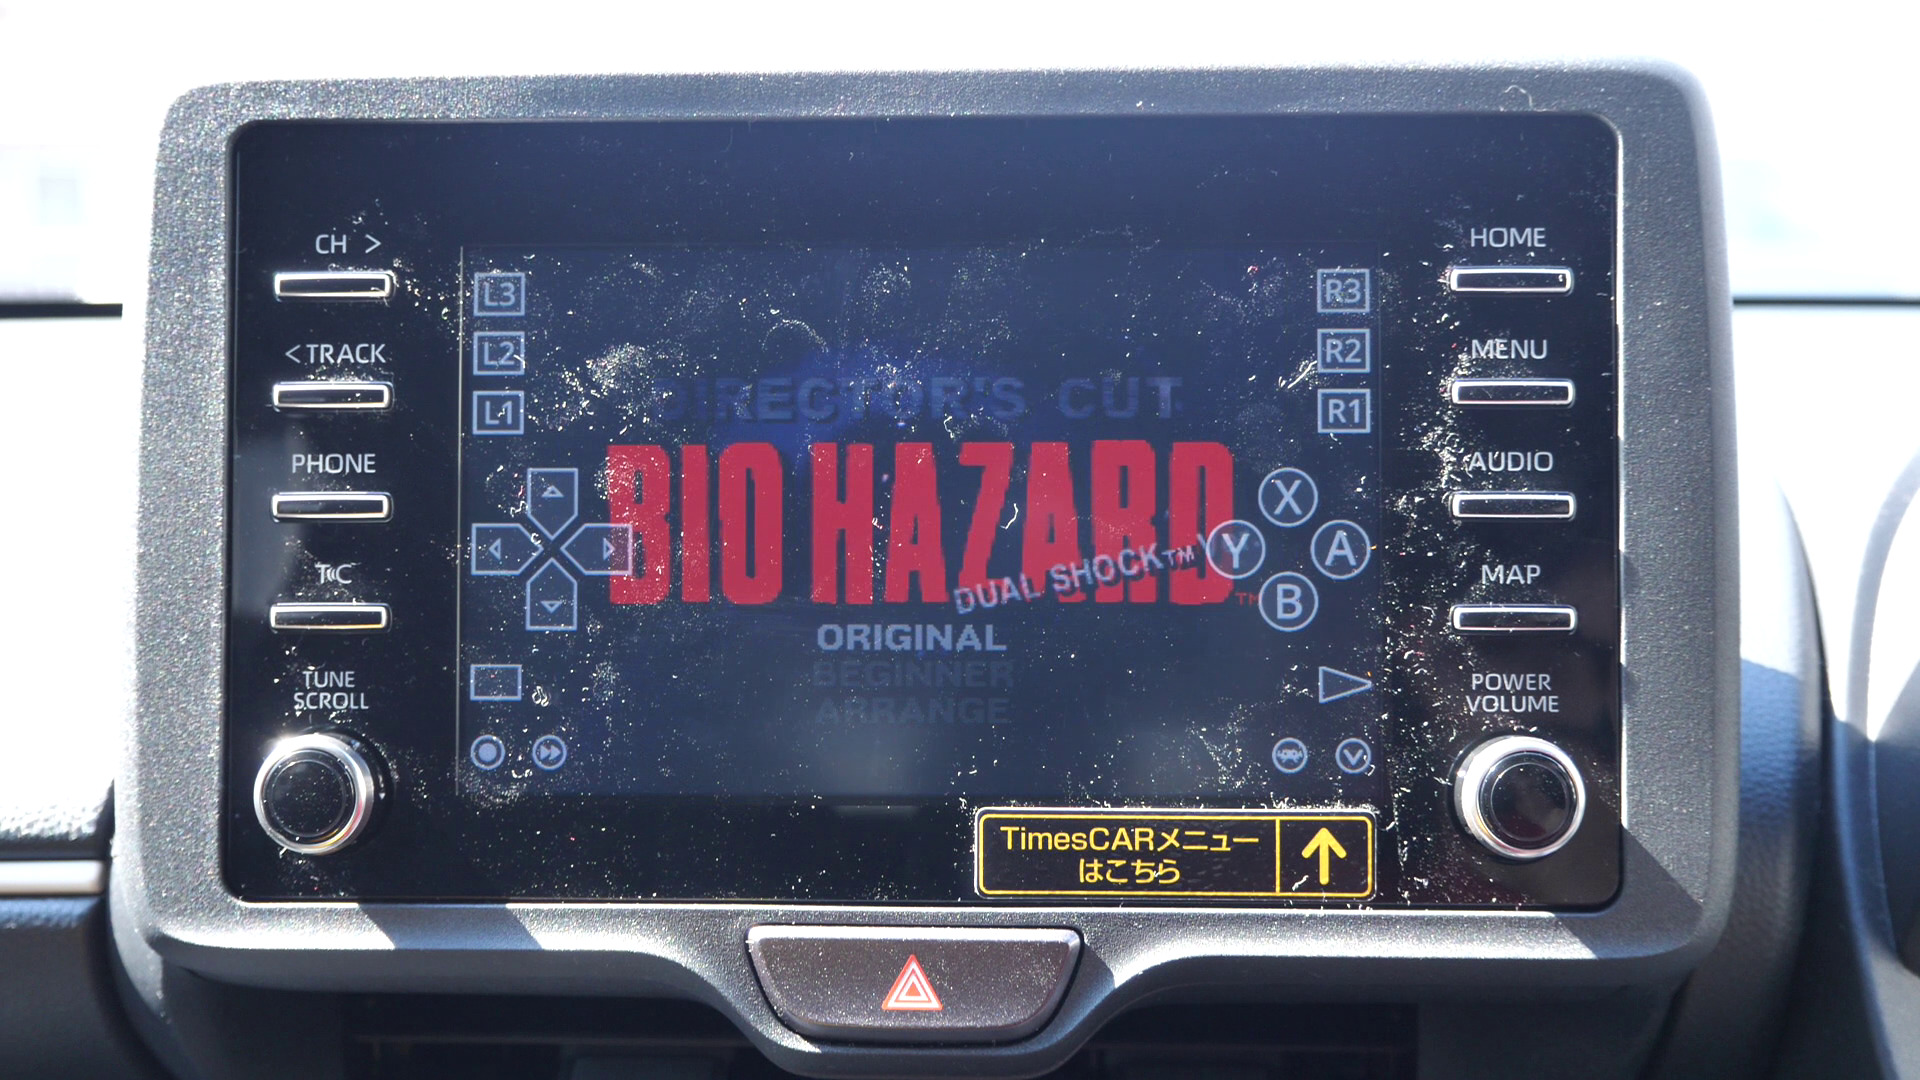 CH >
< TRACK
PHONE
TUNE
SCROLL
L3
L2
L1
DIRECTOR'S CUT
BIO HAZARD
DUAL SHOCK™
TM
ORIGINAL
BEGINNER
ARRANGE
R3
R2
R1
X
Y
A
B
TimesCARメニュー
はこちら
HOME
MENU
AUDIO
MAP
POWER
VOLUME